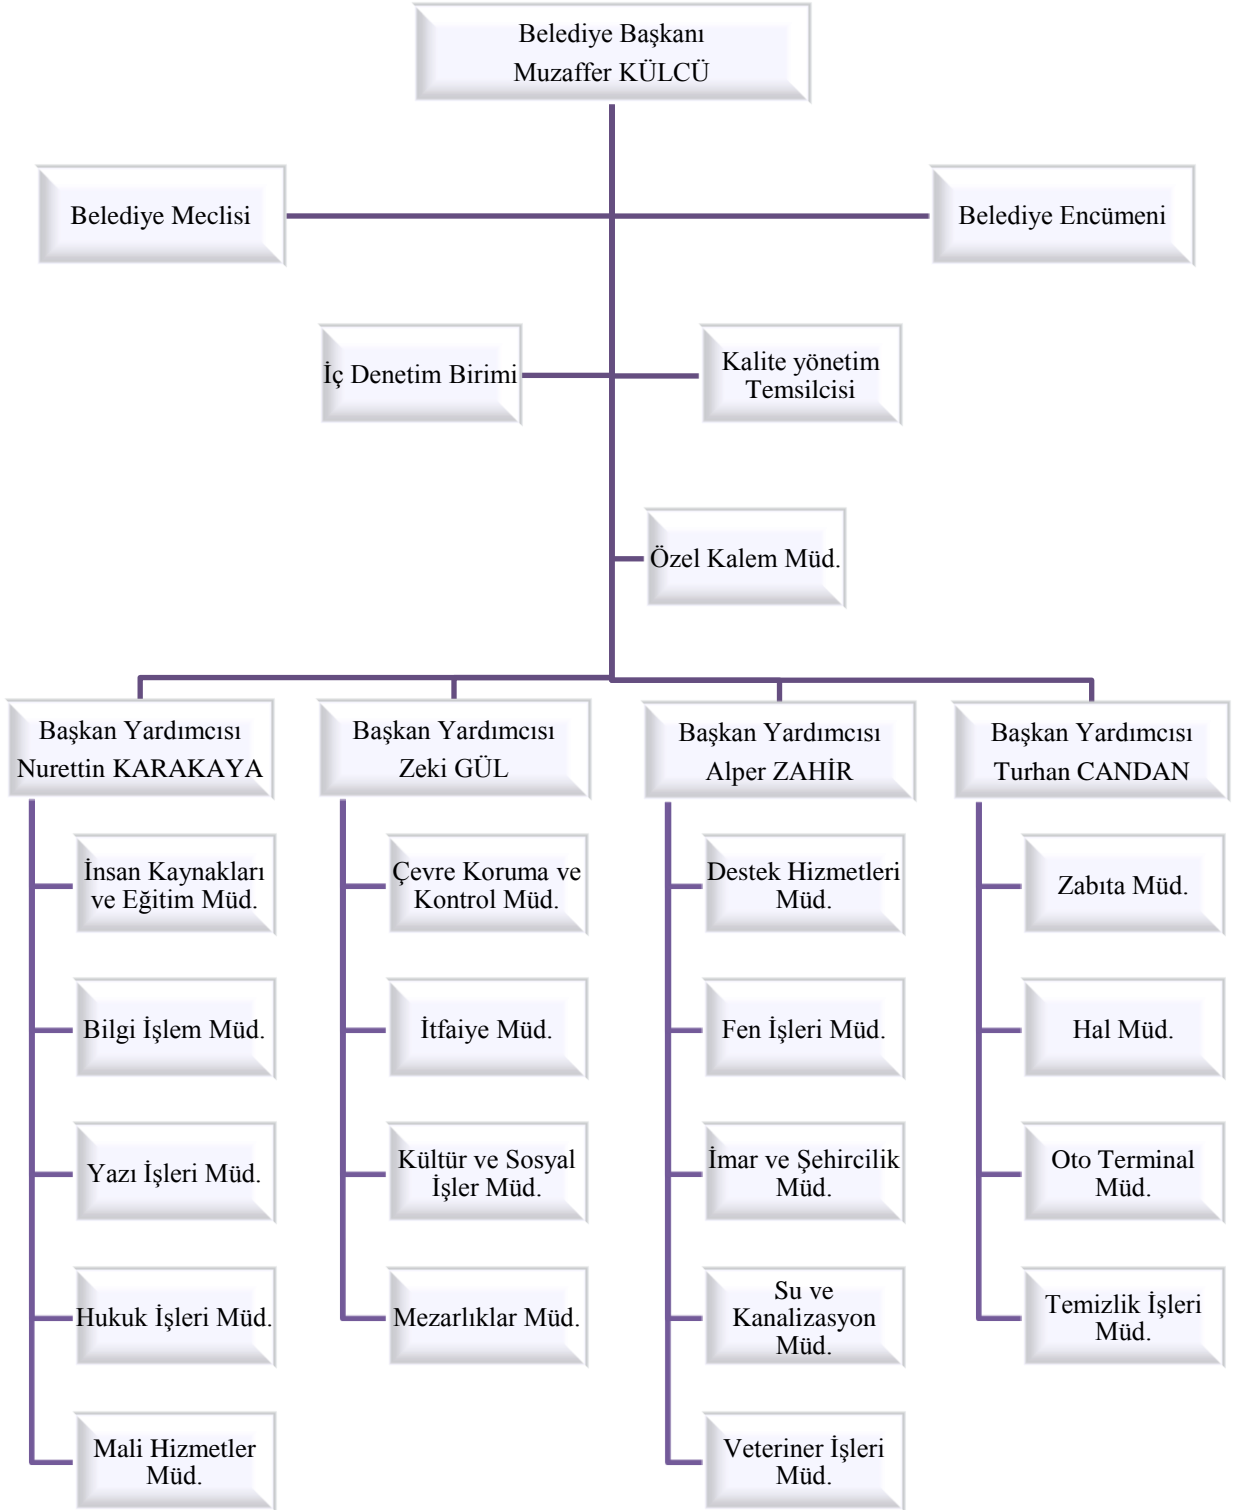 Belediye Başkanı
Muzaffer KÜLCÜ
Belediye Meclisi
Belediye Encümeni
İç Denetim Birimi
Kalite yönetim
Temsilcisi
Özel Kalem Müd.
Başkan Yardımcısı
Nurettin KARAKAYA
İnsan Kaynakları
ve Eğitim Müd.
Bilgi İşlem Müd.
Yazı İşleri Müd.
Hukuk İşleri Müd.
Mali Hizmetler
Müd.
Başkan Yardımcısı
Zeki GÜL
Çevre Koruma ve
Kontrol Müd.
İtfaiye Müd.
Kültür ve Sosyal
İşler Müd.
Mezarlıklar Müd.
Başkan Yardımcısı
Alper ZAHİR
Destek Hizmetleri
Müd.
Fen İşleri Müd.
İmar ve Şehircilik
Müd.
Su ve
Kanalizasyon
Müd.
Veteriner İşleri
Müd.
Başkan Yardımcısı
Turhan CANDAN
Zabıta Müd.
Hal Müd.
Oto Terminal
Müd.
Temizlik İşleri
Müd.